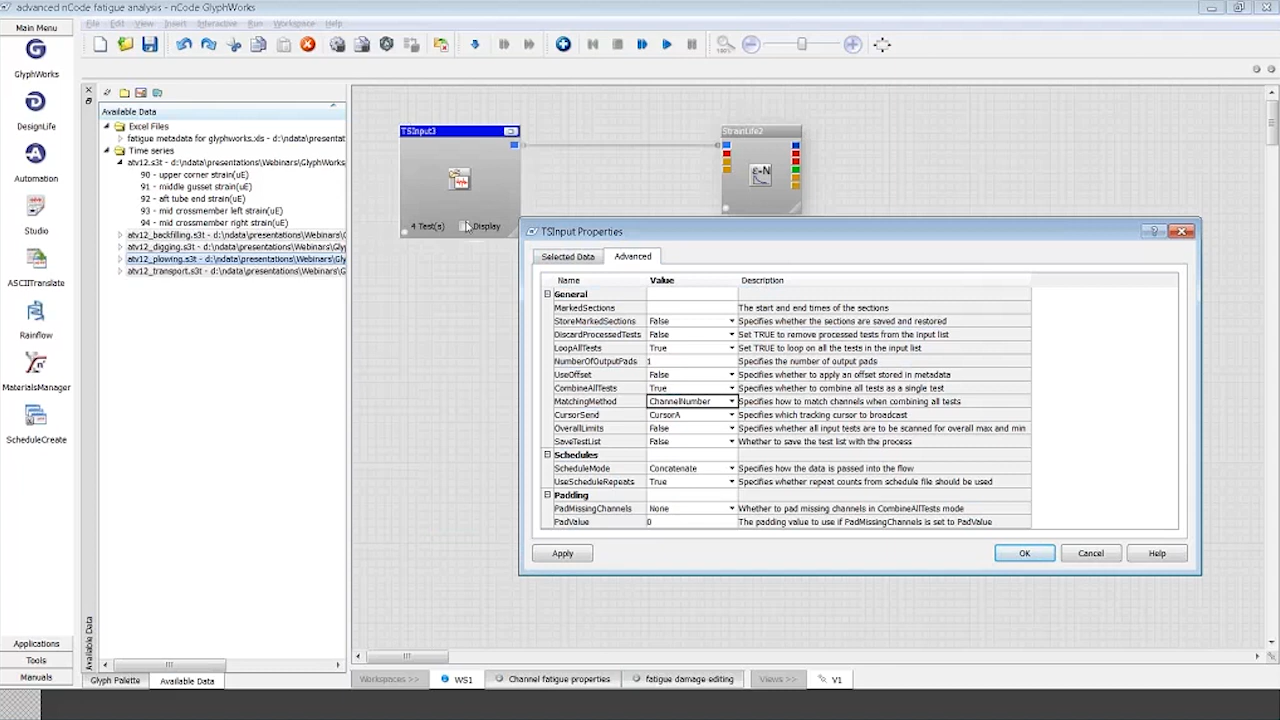 advanced nCode fatigue analysis - nCode GlyphWorks
Main Menu
File Edit View Insert Interactive Run Workspace Help
GlyphWorks
DesignLife
Automation
Studio
ASCIITranslate
Rainflow
MaterialsManager
ScheduleCreate
Applications
Tools
Manuals
Available Data
Available Data
Excel Files
fatigue metadata for glyphworks.xls - d:\ndata\presentat
Time series
atv12.s3t - d:\ndata\presentations\Webinars\GlyphWorks,
90 - upper corner strain(uE)
91 - middle gusset strain(uE)
92 - aft tube end strain(uE)
93 - mid crossmember left strain(uE)
94 - mid crossmember right strain(uE)
atv12_backfilling.s3t - d:\ndata\presentations\Webinars
atv12_digging.s3t - d:\ndata\presentations\Webinars\Gly
atv12_plowing.s3t - d:\ndata\presentations\Webinars\Gly
atv12_transport.s3t - d:\ndata\presentations\Webinars\G
Glyph Palette Available Data
100%
TSInput3
4 Test(s) Display
StrainLife2
ε-N
TSInput Properties
Selected Data Advanced
Name Value Description
General
MarkedSections The start and end times of the sections
StoreMarkedSections False Specifies whether the sections are saved and restored
DiscardProcessedTests False Set TRUE to remove processed tests from the input list
LoopAllTests True Set TRUE to loop on all the tests in the input list
NumberOfOutputPads 1 Specifies the number of output pads
UseOffset False Specifies whether to apply an offset stored in metadata
CombineAllTests True Specifies whether to combine all tests as a single test
MatchingMethod ChannelNumber Specifies how to match channels when combining all tests
CursorSend CursorA Specifies which tracking cursor to broadcast
OverallLimits False Specifies whether all input tests are to be scanned for overall max and min
SaveTestList False Whether to save the test list with the process
Schedules
ScheduleMode Concatenate Specifies how the data is passed into the flow
UseScheduleRepeats True Specifies whether repeat counts from schedule file should be used
Padding
PadMissingChannels None Whether to pad missing channels in CombineAllTests mode
PadValue 0 The padding value to use if PadMissingChannels is set to PadValue
Apply OK Cancel Help
Workspaces >> WS1 Channel fatigue properties fatigue damage editing Views >> V1